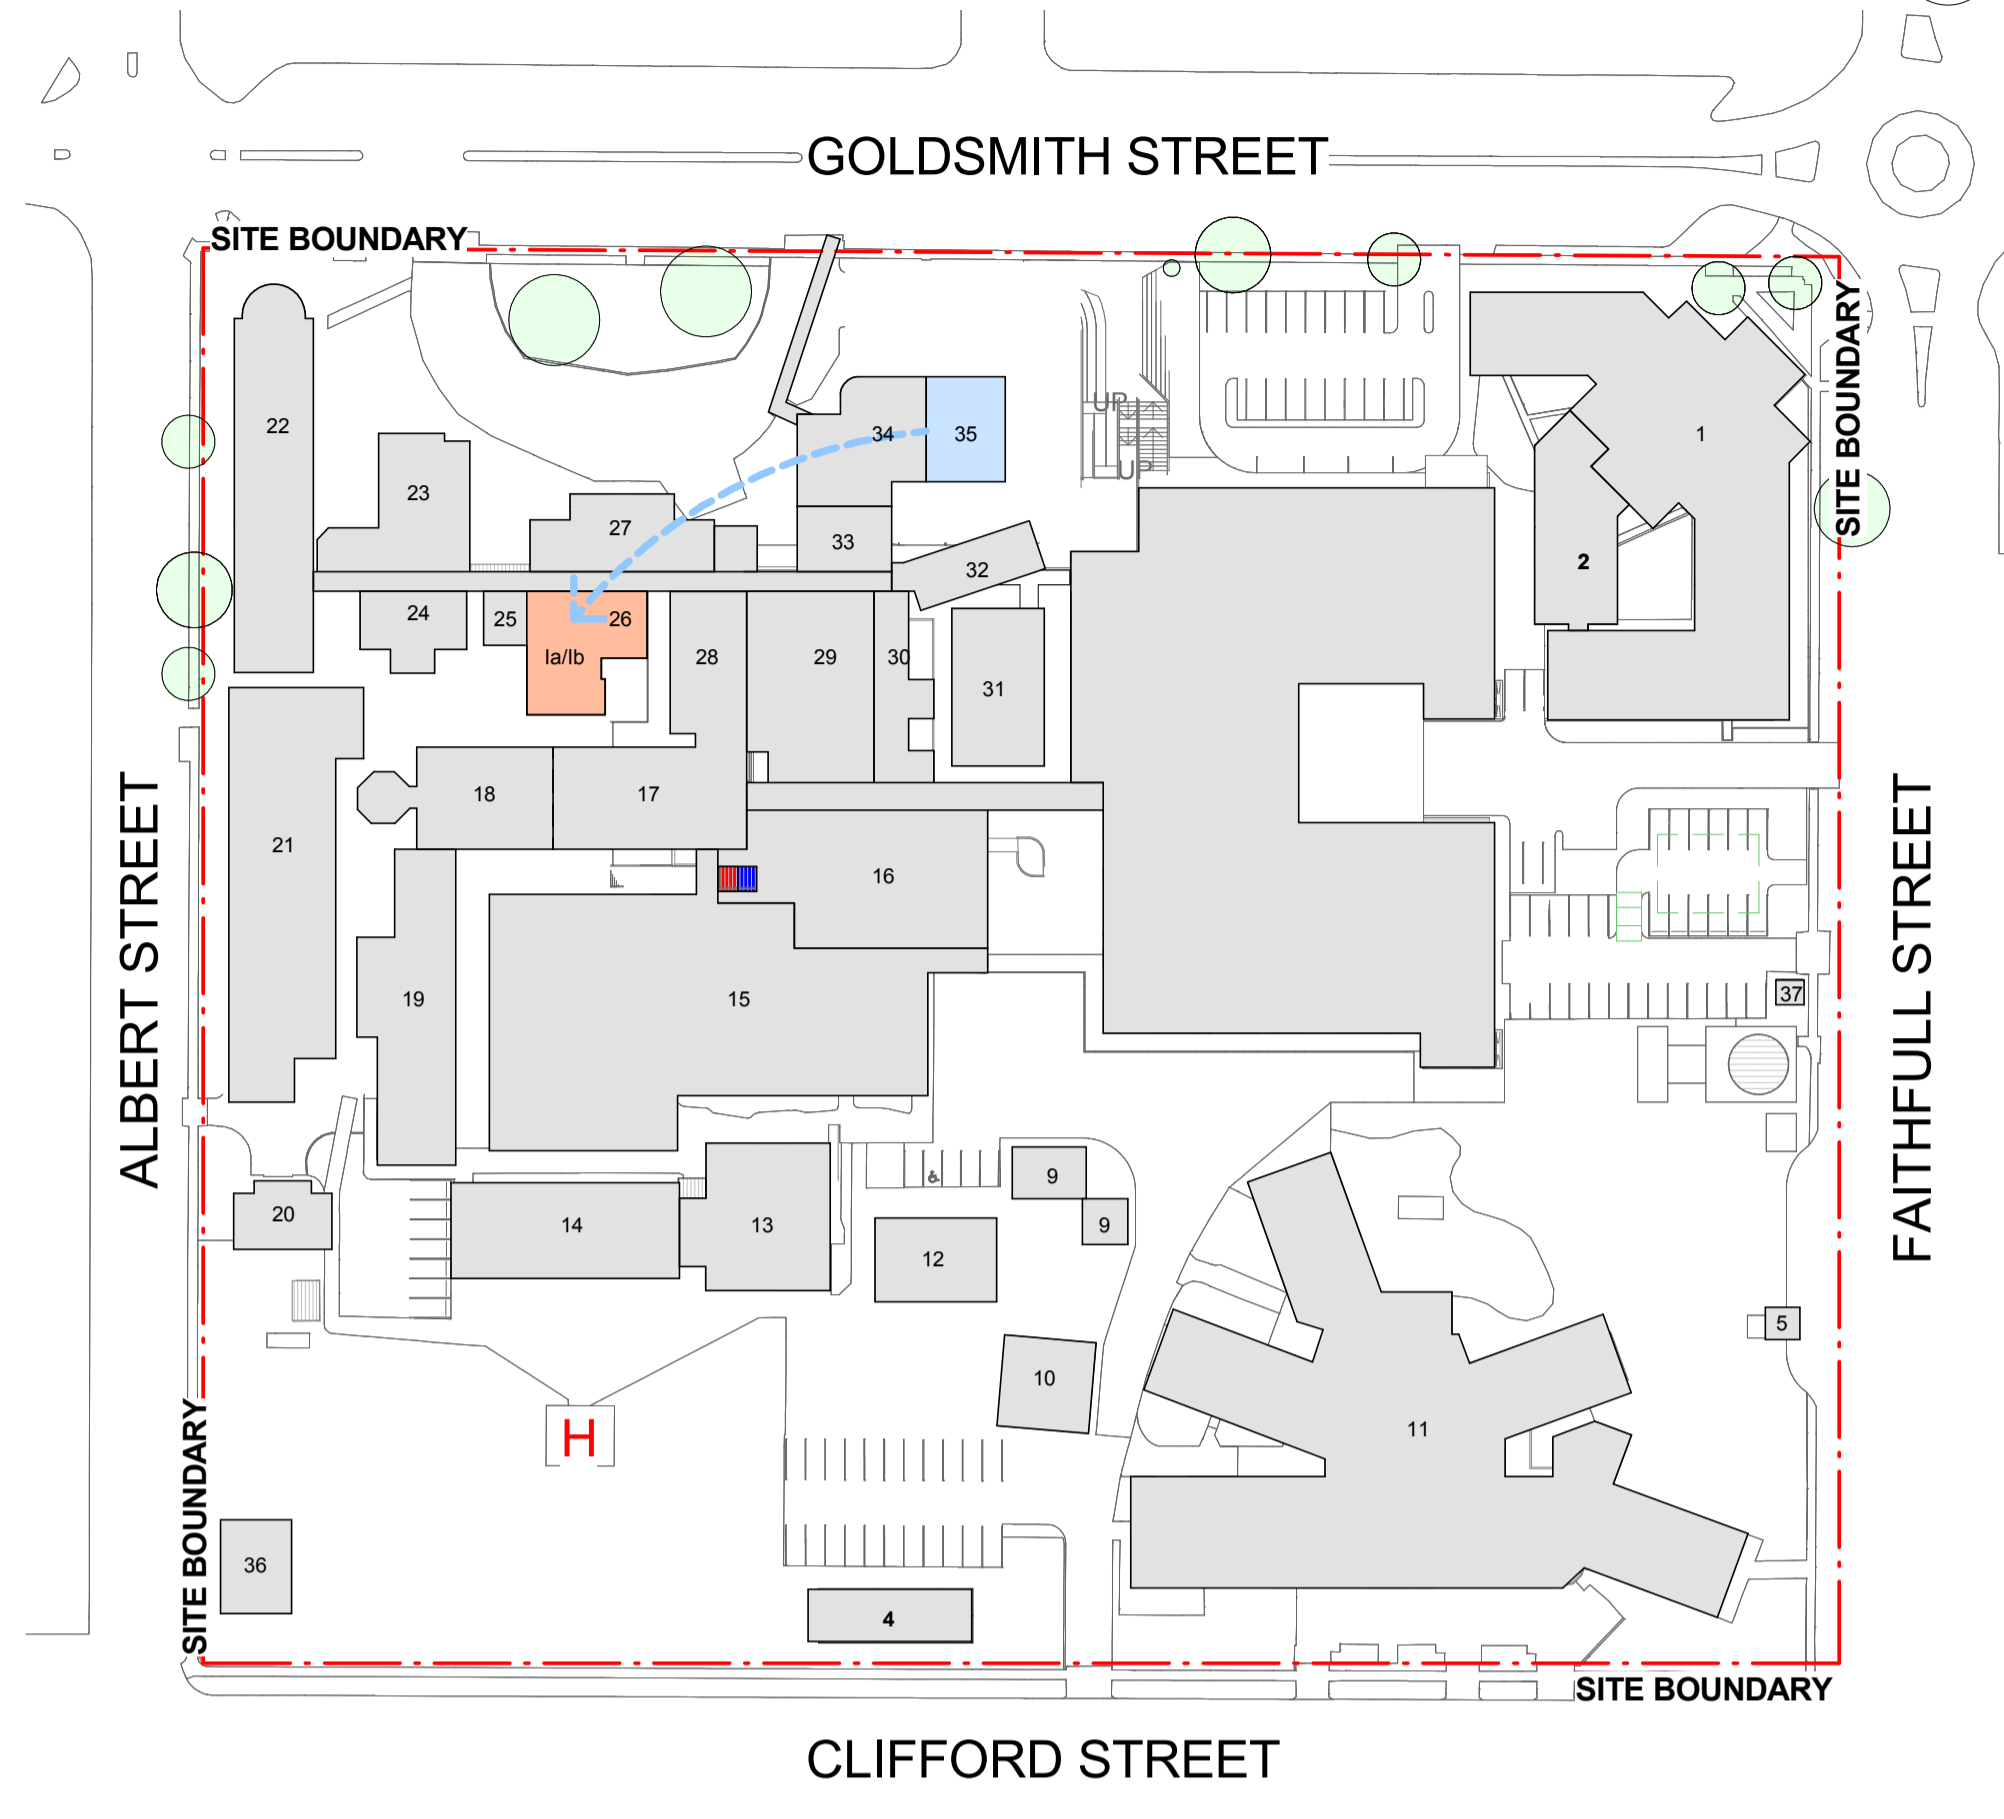 GOLDSMITH STREET
SITE BOUNDARY
SITE BOUNDARY
22
34
35
UP
1
UP
23
27
33
32
2
24
25
26
Ia/Ib
28
29
30
31
18
17
21
16
ALBERT STREET
FAITHFULL STREET
19
15
37
9
20
14
13
9
12
5
10
11
H
SITE BOUNDARY
36
4
SITE BOUNDARY
CLIFFORD STREET